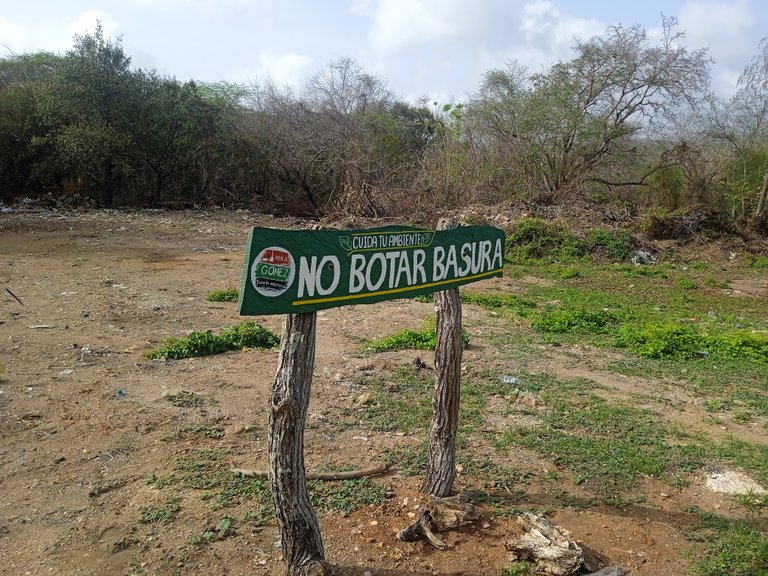 CUIDA TU AMBIENTE
NO BOTAR BASURA
GOMEZ